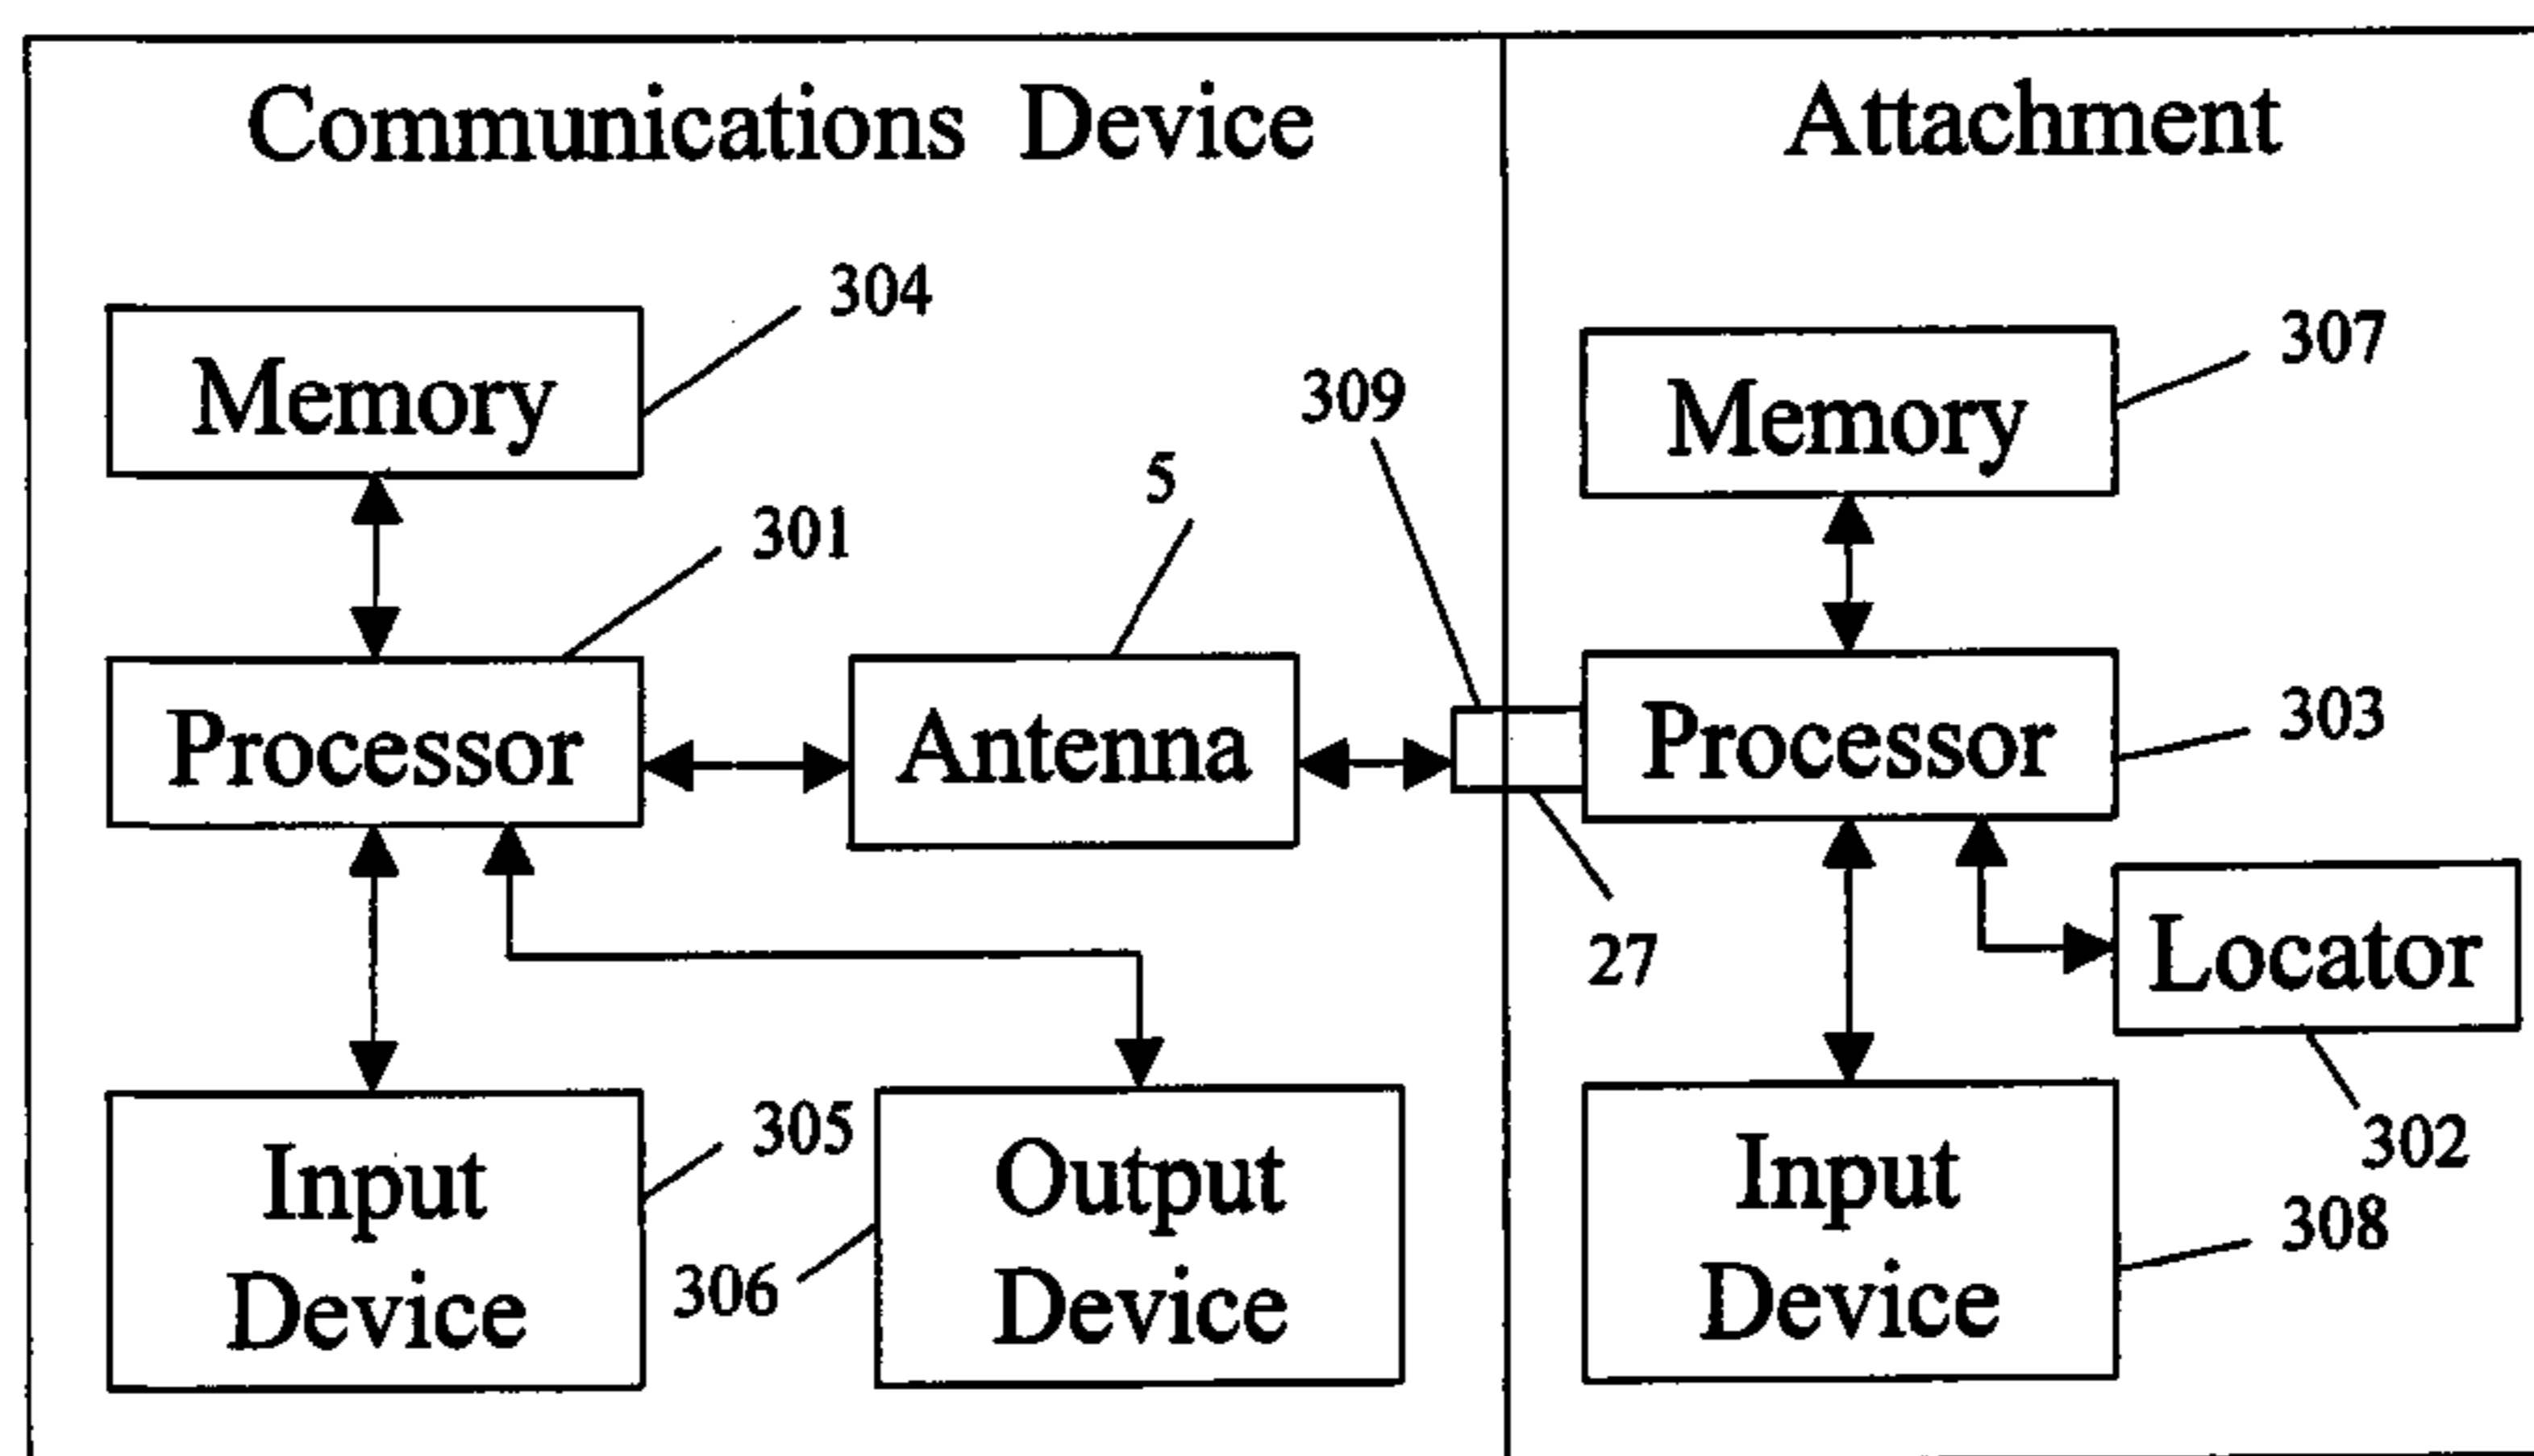 Communications Device
Attachment
304
Memory
307
Memory
309
5
301
Processor
Antenna
Processor
303
27
Locator
302
305
Input
Device
306
Output
Device
Input
Device
308